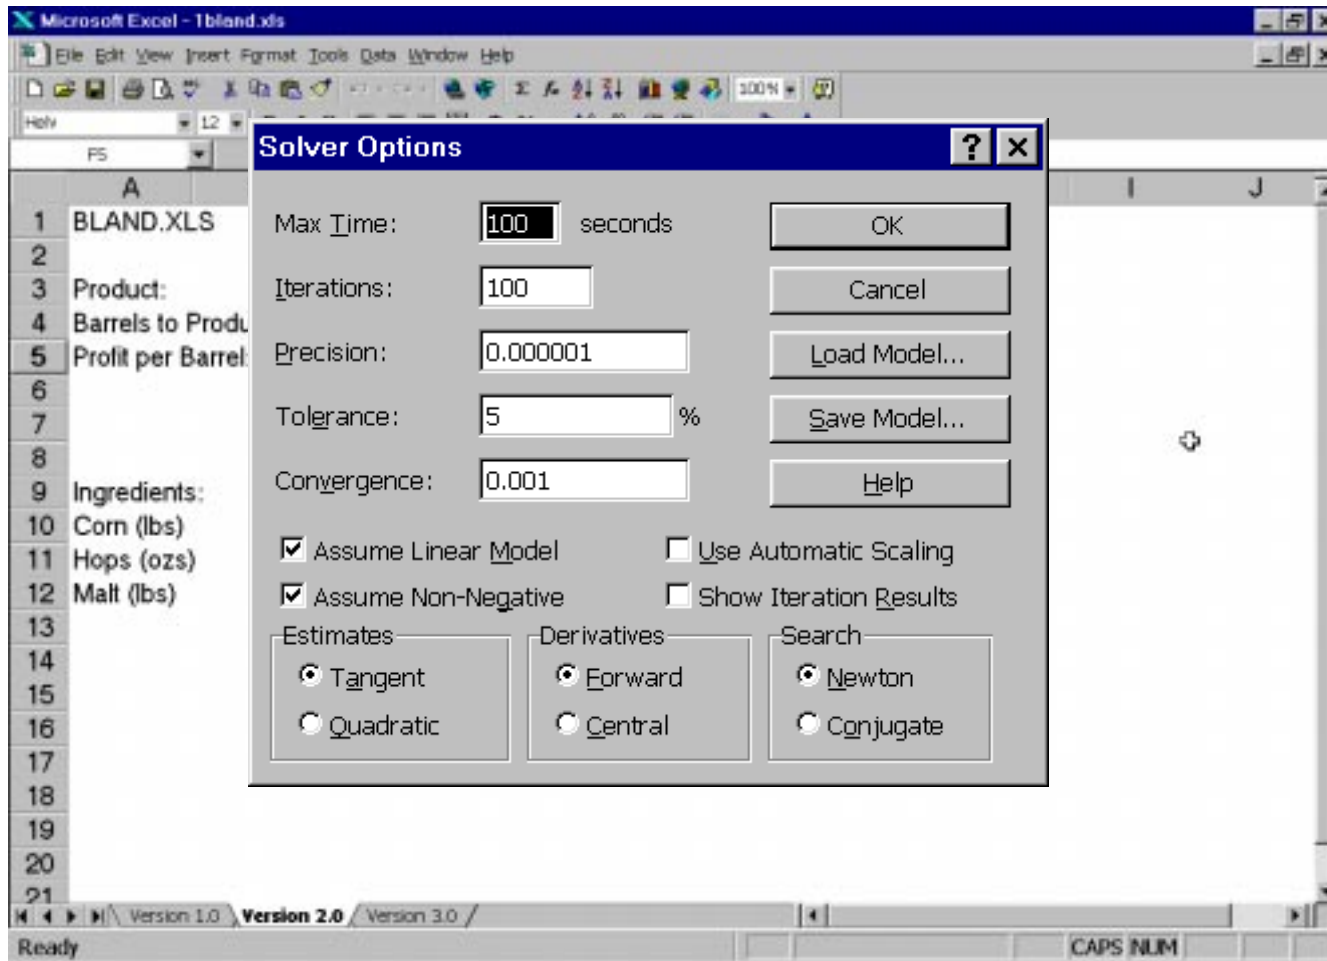 Microsoft Excel - 1bland.xls
File Edit View Insert Format Tools Data Window Help
100%
Helv 12
F5
Solver Options
A I J
1 BLAND.XLS
2
3 Product:
4 Barrels to Produ
5 Profit per Barrel:
6
7
8
9 Ingredients:
10 Corn (lbs)
11 Hops (ozs)
12 Malt (lbs)
13
14
15
16
17
18
19
20
21
Max Time: 100 seconds OK
Iterations: 100 Cancel
Precision: 0.000001 Load Model...
Tolerance: 5 % Save Model...
Convergence: 0.001 Help
Assume Linear Model Use Automatic Scaling
Assume Non-Negative Show Iteration Results
Estimates Derivatives Search
Tangent Forward Newton
Quadratic Central Conjugate
Version 1.0 Version 2.0 Version 3.0
Ready CAPS NUM